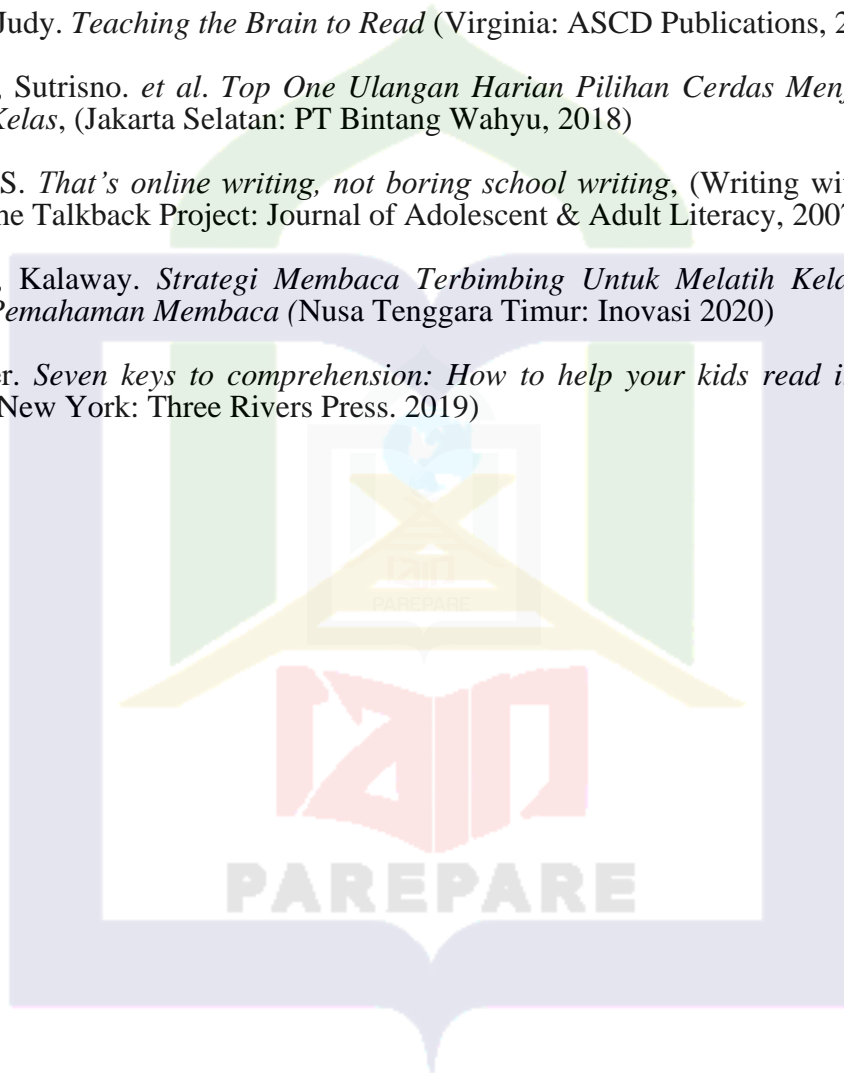 Judy. Teaching the Brain to Read (Virginia: ASCD Publications, 2
, Sutrisno. et al. Top One Ulangan Harian Pilihan Cerdas Menj
Kelas, (Jakarta Selatan: PT Bintang Wahyu, 2018)
S. That's online writing, not boring school writing, (Writing wit
he Talkback Project: Journal of Adolescent & Adult Literacy, 2007
, Kalaway. Strategi Membaca Terbimbing Untuk Melatih Kela
Pemahaman Membaca (Nusa Tenggara Timur: Inovasi 2020)
er. Seven keys to comprehension: How to help your kids read i
New York: Three Rivers Press. 2019)
IAIN
PAREPARE
IAIN
PAREPARE